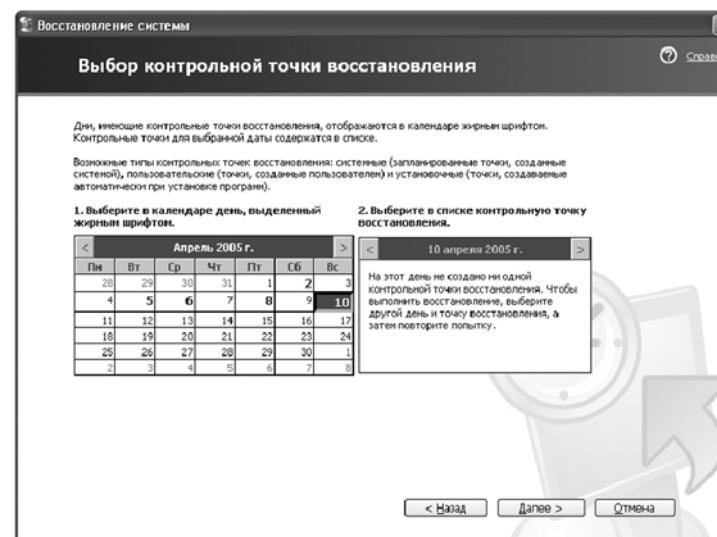 Восстановление системы
Выбор контрольной точки восстановления
Дни, имеющие контрольные точки восстановления, отображаются в календаре жирным шрифтом.
Контрольные точки для выбранной даты содержатся в списке.
Возможные типы контрольных точек восстановления: системные (запланированные точки, созданные
системой), пользовательские (точки, созданные пользователем) и установочные (точки, создаваемые
автоматически при установке программ).
1. Выберите в календаре день, выделенный
жирным шрифтом.
< Апрель 2005 г. >
Пн Вт Ср Чт Пт Сб Вс
28 29 30 31 1 2 3
4 5 6 7 8 9 10
11 12 13 14 15 16 17
18 19 20 21 22 23 24
25 26 27 28 29 30 1
2 3 4 5 6 7 8
2. Выберите в списке контрольную точку
восстановления.
< 10 апреля 2005 г. >
На этот день не создано ни одной
контрольной точки восстановления. Чтобы
выполнить восстановление, выберите
другой день и точку восстановления, а
затем повторите попытку.
< Назад Далее > Отмена